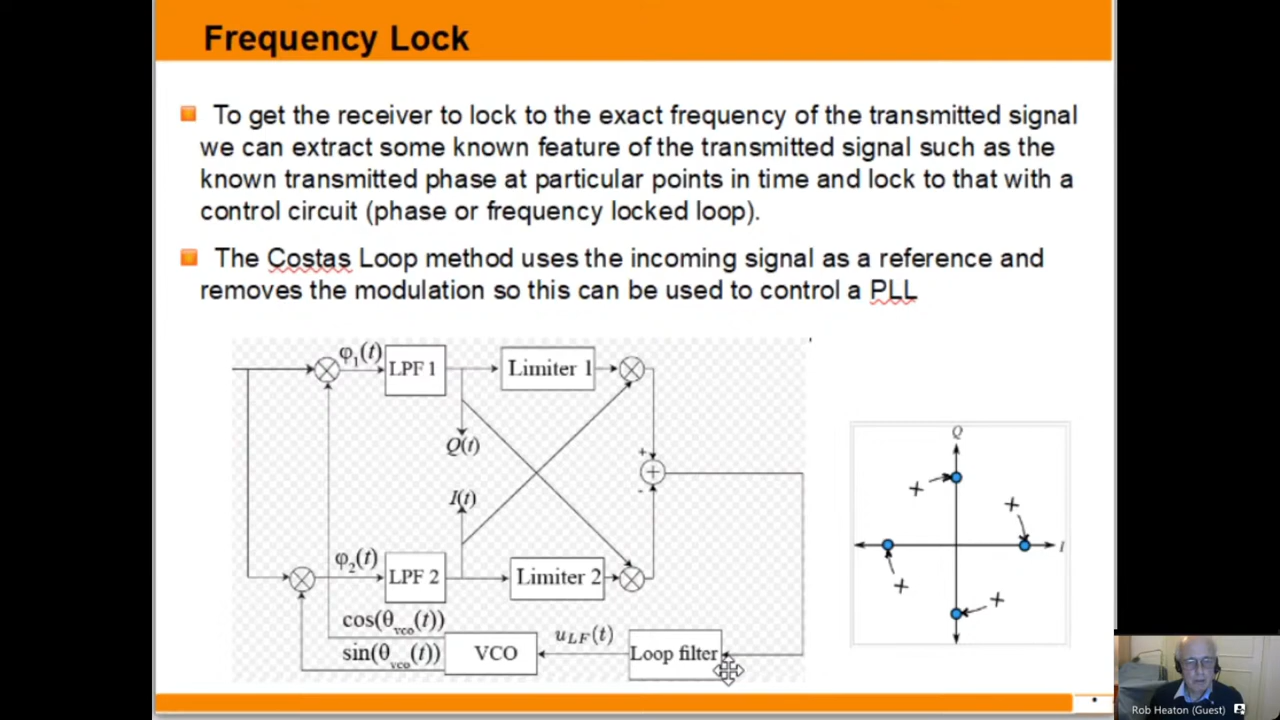 Frequency Lock
To get the receiver to lock to the exact frequency of the transmitted signal
we can extract some known feature of the transmitted signal such as the
known transmitted phase at particular points in time and lock to that with a
control circuit (phase or frequency locked loop).
The Costas Loop method uses the incoming signal as a reference and
removes the modulation so this can be used to control a PLL
φ₁(t)
LPF 1
Limiter 1
Q(t)
+
+
-
I(t)
φ₂(t)
LPF 2
Limiter 2
cos(θvco(t))
sin(θvco(t))
VCO
uLF(t)
Loop filter
Q
I
Rob Heaton (Guest)